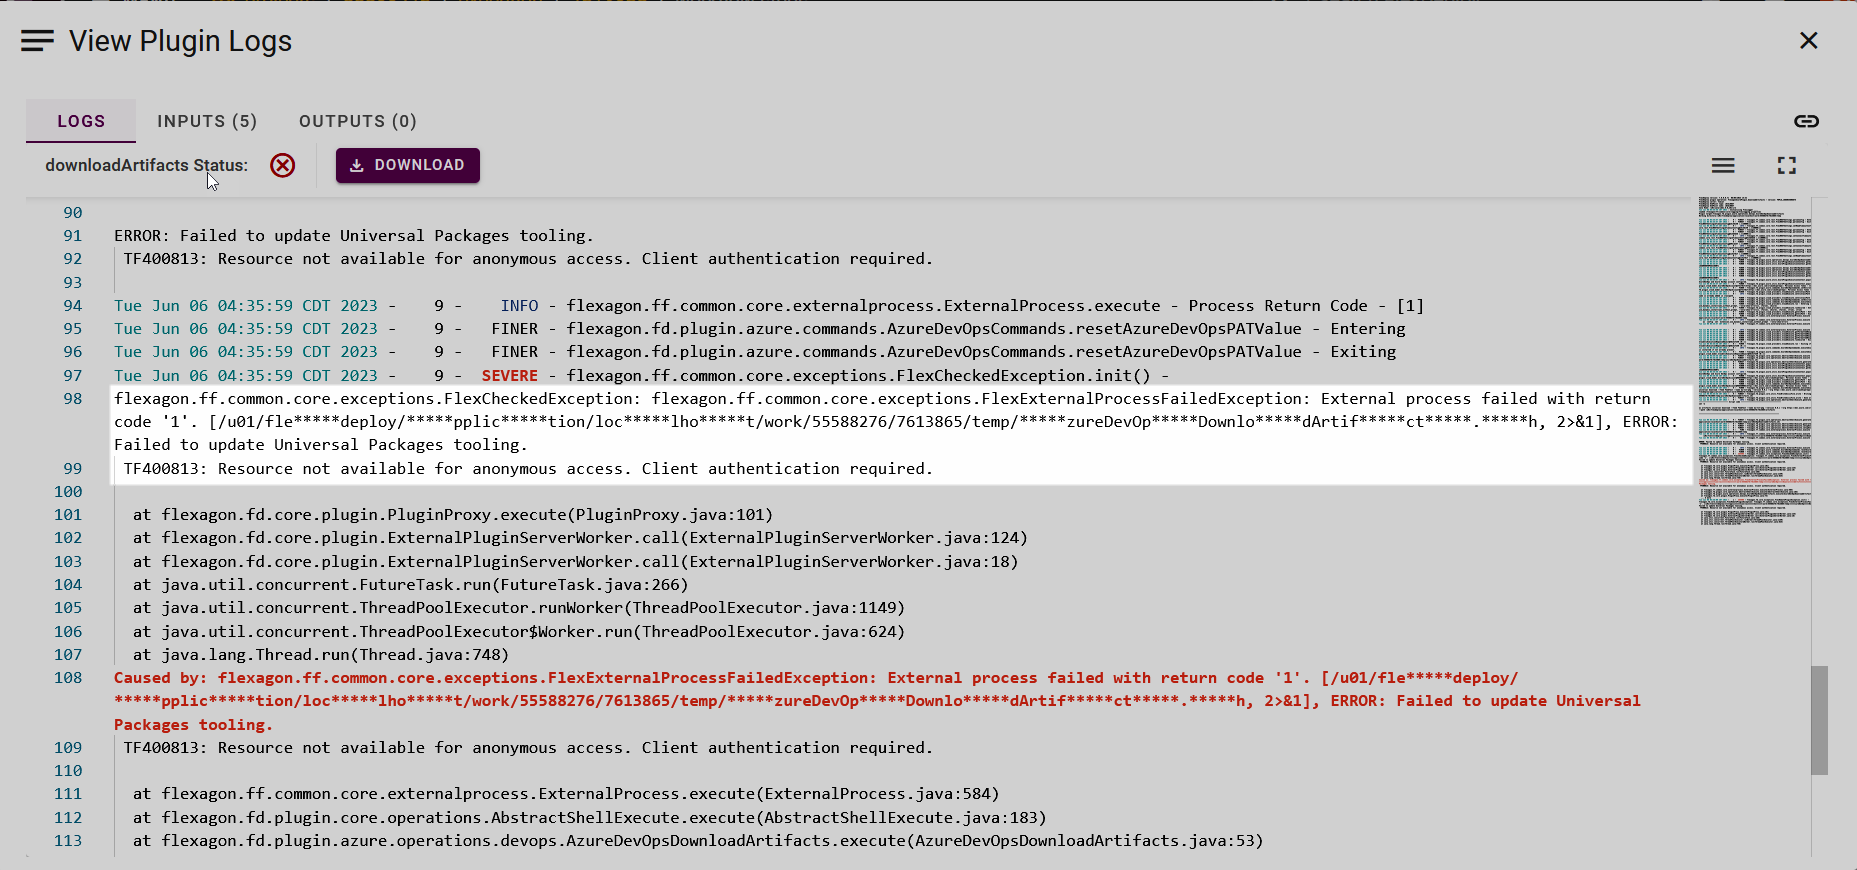 View Plugin Logs
LOGS INPUTS (5) OUTPUTS (0)
downloadArtifacts Status: DOWNLOAD
90
91 ERROR: Failed to update Universal Packages tooling.
92 TF400813: Resource not available for anonymous access. Client authentication required.
93
94 Tue Jun 06 04:35:59 CDT 2023 - 9 - INFO - flexagon.ff.common.core.externalprocess.ExternalProcess.execute - Process Return Code - [1]
95 Tue Jun 06 04:35:59 CDT 2023 - 9 - FINER - flexagon.fd.plugin.azure.commands.AzureDevOpsCommands.resetAzureDevOpsPATValue - Entering
96 Tue Jun 06 04:35:59 CDT 2023 - 9 - FINER - flexagon.fd.plugin.azure.commands.AzureDevOpsCommands.resetAzureDevOpsPATValue - Exiting
97 Tue Jun 06 04:35:59 CDT 2023 - 9 - SEVERE - flexagon.ff.common.core.exceptions.FlexCheckedException.init() -
98 flexagon.ff.common.core.exceptions.FlexCheckedException: flexagon.ff.common.core.exceptions.FlexExternalProcessFailedException: External process failed with return
code '1'. [/u01/fle*****deploy/*****pplic*****tion/loc*****lho*****t/work/55588276/7613865/temp/*****zureDevOp*****Downlo*****dArtif*****ct*****.*****h, 2>&1], ERROR:
Failed to update Universal Packages tooling.
99 TF400813: Resource not available for anonymous access. Client authentication required.
100
101 at flexagon.fd.core.plugin.PluginProxy.execute(PluginProxy.java:101)
102 at flexagon.fd.core.plugin.ExternalPluginServerWorker.call(ExternalPluginServerWorker.java:124)
103 at flexagon.fd.core.plugin.ExternalPluginServerWorker.call(ExternalPluginServerWorker.java:18)
104 at java.util.concurrent.FutureTask.run(FutureTask.java:266)
105 at java.util.concurrent.ThreadPoolExecutor.runWorker(ThreadPoolExecutor.java:1149)
106 at java.util.concurrent.ThreadPoolExecutor$Worker.run(ThreadPoolExecutor.java:624)
107 at java.lang.Thread.run(Thread.java:748)
108 Caused by: flexagon.ff.common.core.exceptions.FlexExternalProcessFailedException: External process failed with return code '1'. [/u01/fle*****deploy/
*****pplic*****tion/loc*****lho*****t/work/55588276/7613865/temp/*****zureDevOp*****Downlo*****dArtif*****ct*****.*****h, 2>&1], ERROR: Failed to update Universal
Packages tooling.
109 TF400813: Resource not available for anonymous access. Client authentication required.
110
111 at flexagon.ff.common.core.externalprocess.ExternalProcess.execute(ExternalProcess.java:584)
112 at flexagon.fd.plugin.core.operations.AbstractShellExecute.execute(AbstractShellExecute.java:183)
113 at flexagon.fd.plugin.azure.operations.devops.AzureDevOpsDownloadArtifacts.execute(AzureDevOpsDownloadArtifacts.java:53)